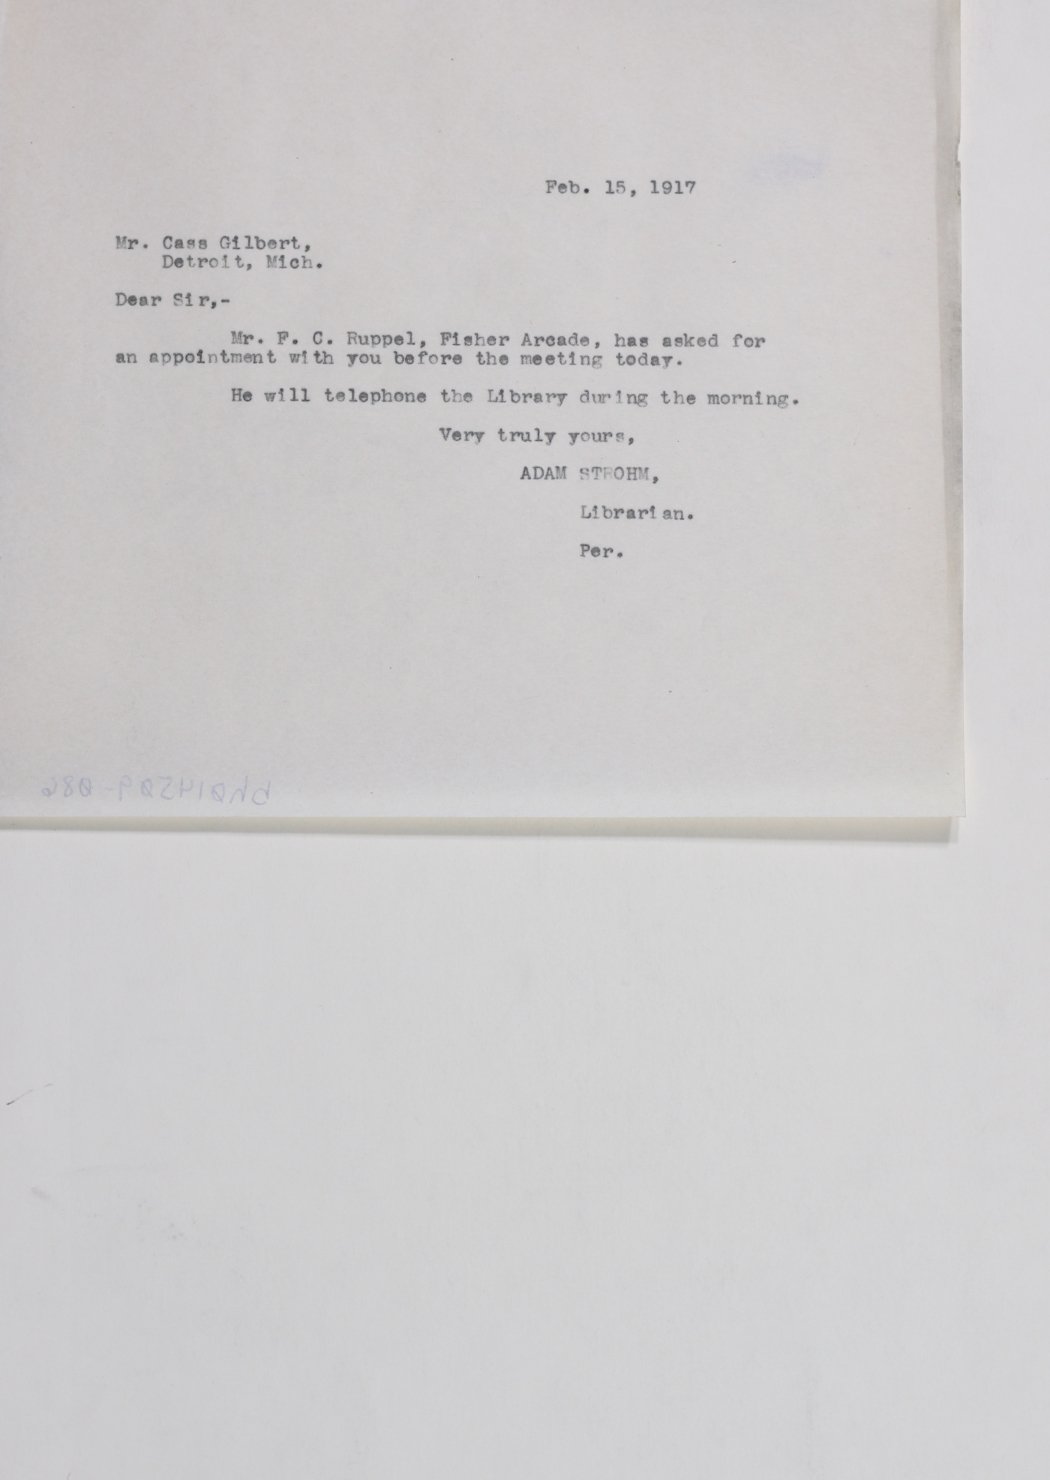 Feb. 15, 1917
Mr. Cass Gilbert,
Detroit, Mich.
Dear Sir,-
Mr. F. C. Ruppel, Fisher Arcade, has asked for
an appointment with you before the meeting today.
He will telephone the Library during the morning.
Very truly yours,
ADAM STROHM,
Librarian.
Per.
bh014509-086